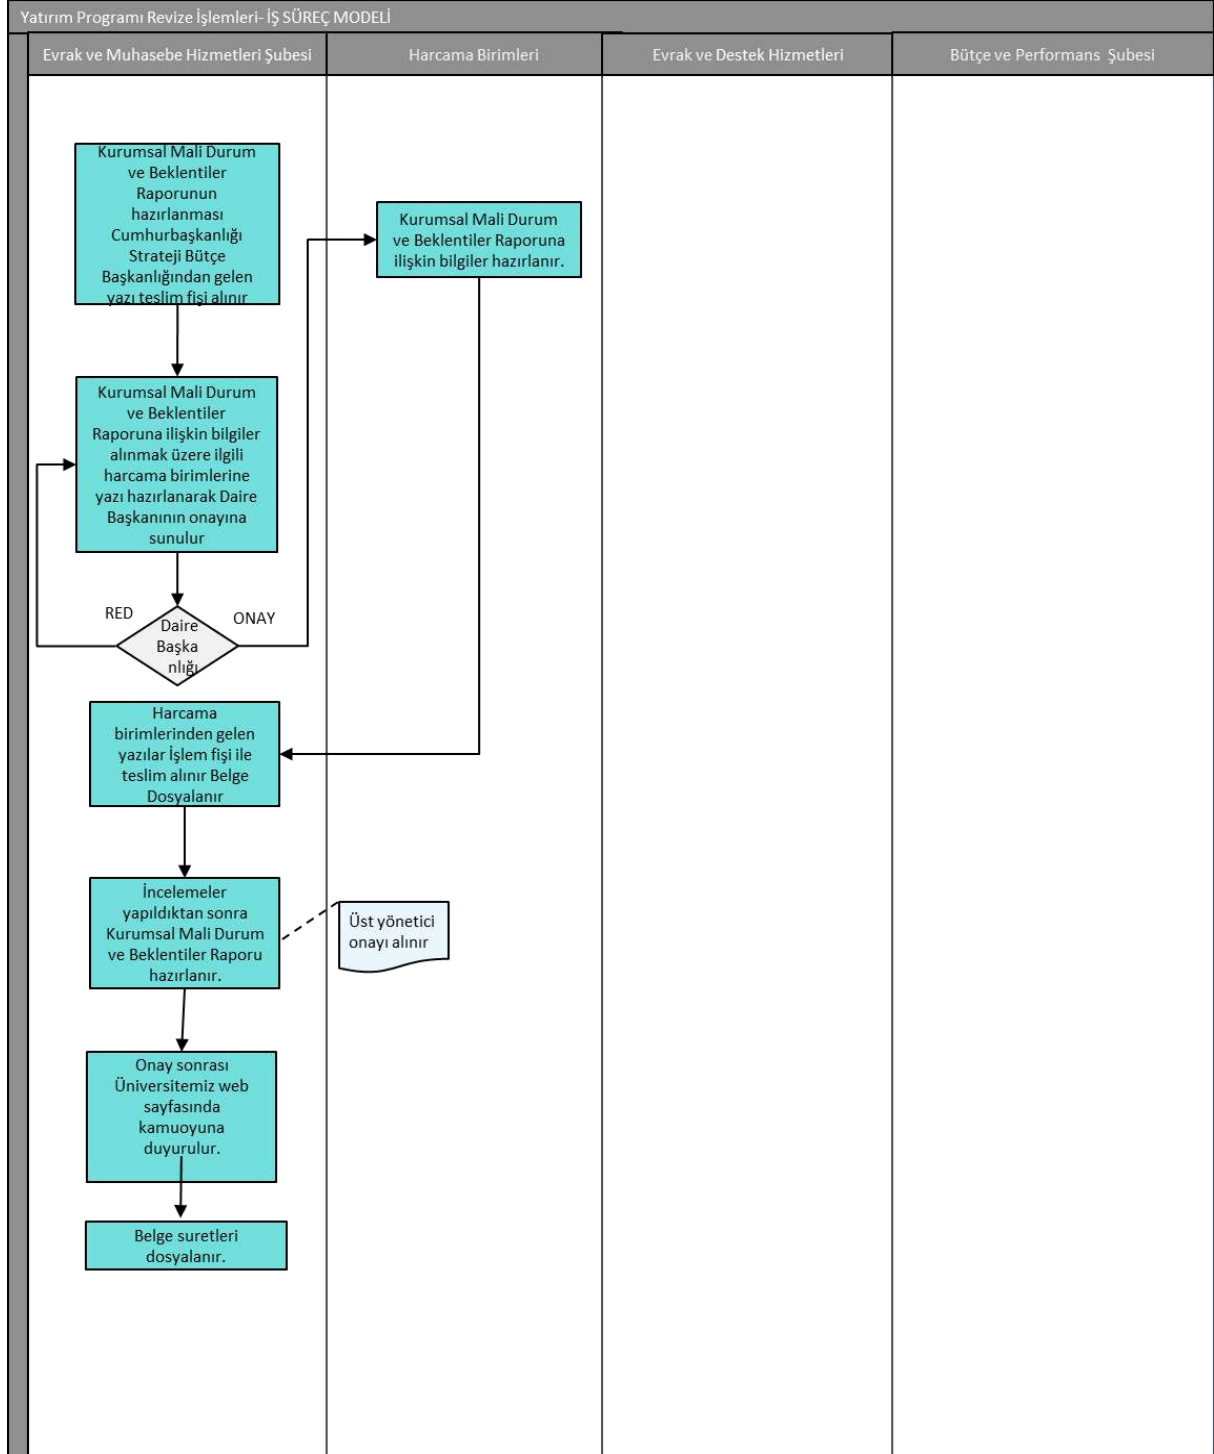 Yatırım Programı Revize İşlemleri- İŞ SÜREÇ MODELİ
Evrak ve Muhasebe Hizmetleri Şubesi
Harcama Birimleri
Evrak ve Destek Hizmetleri
Bütçe ve Performans Şubesi
Kurumsal Mali Durum
ve Beklentiler
Raporunun
hazırlanması
Cumhurbaşkanlığı
Strateji Bütçe
Başkanlığından gelen
yazı teslim fişi alınır
Kurumsal Mali Durum
ve Beklentiler Raporuna
ilişkin bilgiler hazırlanır.
Kurumsal Mali Durum
ve Beklentiler
Raporuna ilişkin bilgiler
alınmak üzere ilgili
harcama birimlerine
yazı hazırlanarak Daire
Başkanının onayına
sunulur
RED
ONAY
Daire
Başka
nlığı
Harcama
birimlerinden gelen
yazılar İşlem fişi ile
teslim alınır Belge
Dosyalanır
İncelemeler
yapıldıktan sonra
Kurumsal Mali Durum
ve Beklentiler Raporu
hazırlanır.
Üst yönetici
onayı alınır
Onay sonrası
Üniversitemiz web
sayfasında
kamuoyuna
duyurulur.
Belge suretleri
dosyalanır.